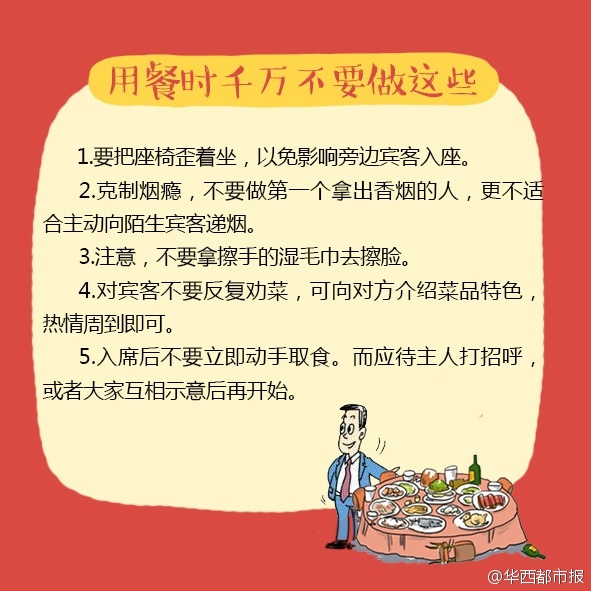 用餐时千万不要做这些
1.要把座椅歪着坐，以免影响旁边宾客入座。
2.克制烟瘾，不要做第一个拿出香烟的人，更不适
合主动向陌生宾客递烟。
3.注意，不要拿擦手的湿毛巾去擦脸。
4.对宾客不要反复劝菜，可向对方介绍菜品特色，
热情周到即可。
5.入席后不要立即动手取食。而应待主人打招呼，
或者大家互相示意后再开始。
@华西都市报